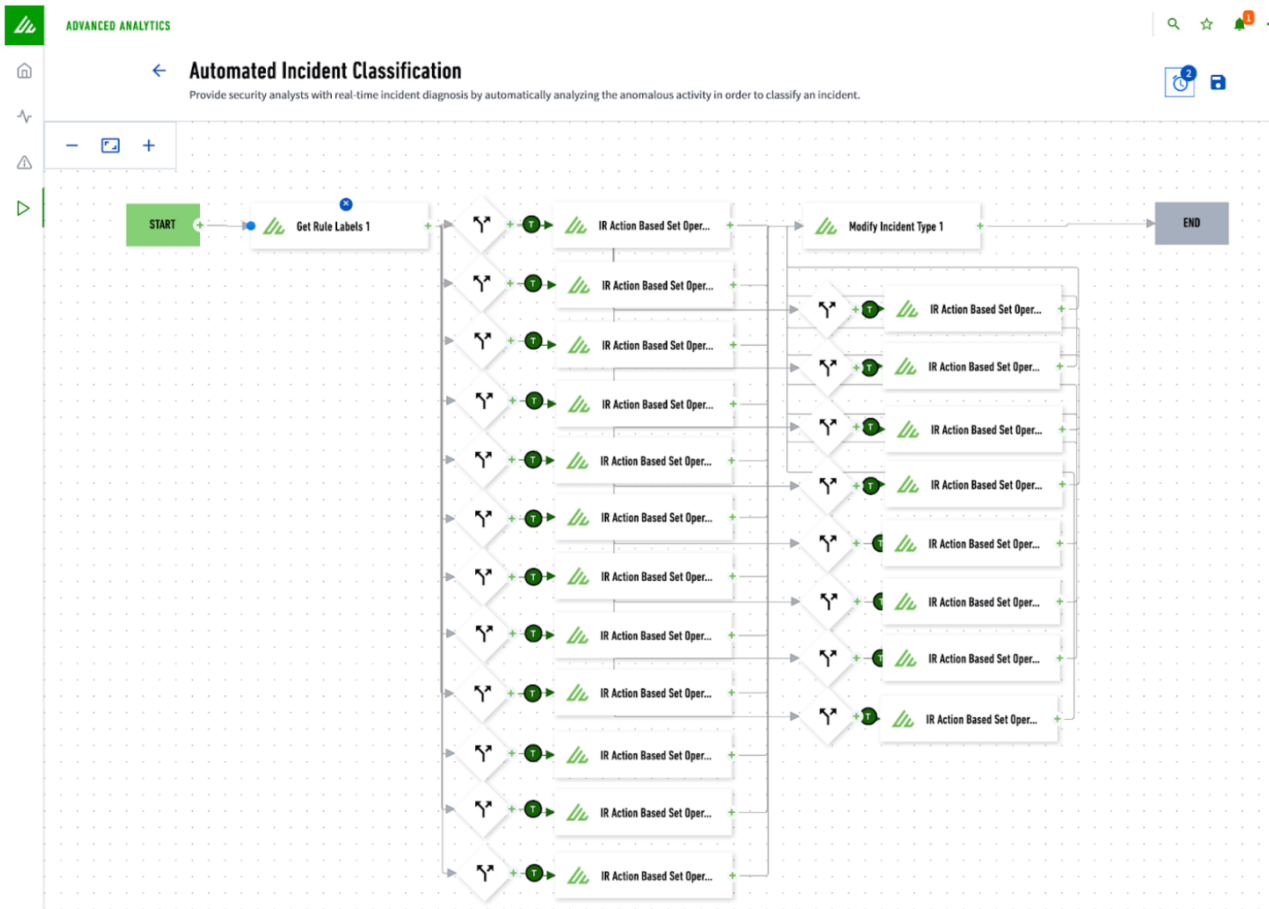 ADVANCED ANALYTICS
1
Automated Incident Classification
2
Provide security analysts with real-time incident diagnosis by automatically analyzing the anomalous activity in order to classify an incident.
START
Get Rule Labels 1
T
IR Action Based Set Oper...
Modify Incident Type 1
END
T
IR Action Based Set Oper...
T
IR Action Based Set Oper...
T
IR Action Based Set Oper...
T
IR Action Based Set Oper...
T
IR Action Based Set Oper...
T
IR Action Based Set Oper...
T
IR Action Based Set Oper...
T
IR Action Based Set Oper...
T
IR Action Based Set Oper...
T
IR Action Based Set Oper...
T
IR Action Based Set Oper...
T
IR Action Based Set Oper...
T
IR Action Based Set Oper...
T
IR Action Based Set Oper...
T
IR Action Based Set Oper...
T
IR Action Based Set Oper...
T
IR Action Based Set Oper...
T
IR Action Based Set Oper...
T
IR Action Based Set Oper...